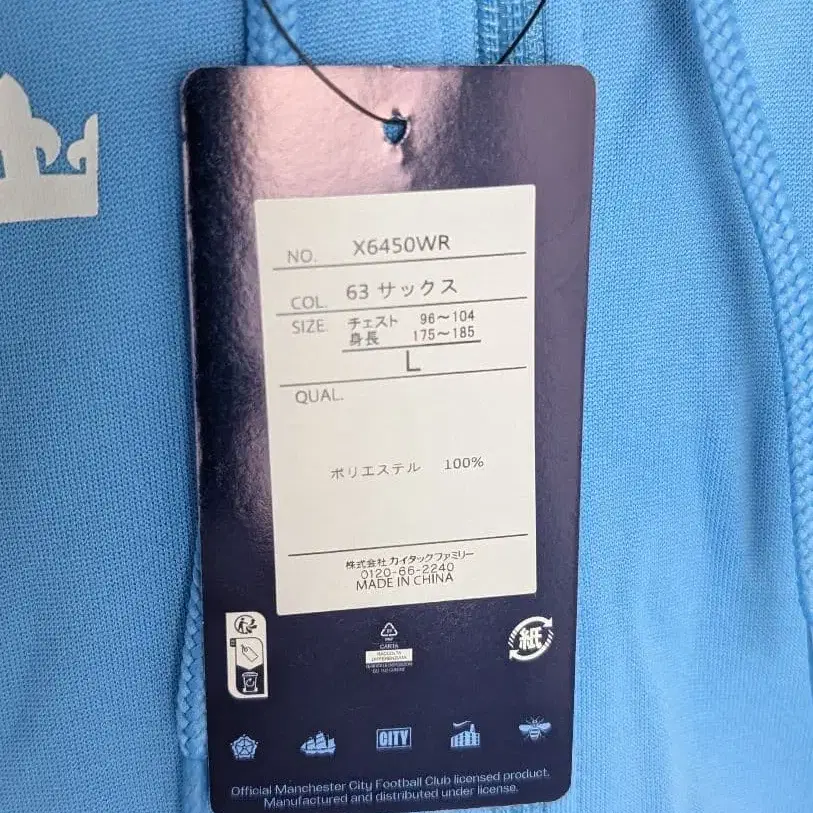 NO. X6450WR
COL. 63 サックス
SIZE. チェスト 96～104
身長 175～185
L
QUAL.
ポリエステル 100%
株式会社 カイタックファミリー
0120-66-2240
MADE IN CHINA
CARTA
RACCOLTA
紙
CITY
Official Manchester City Football Club licensed product.
Manufactured and distributed under license.